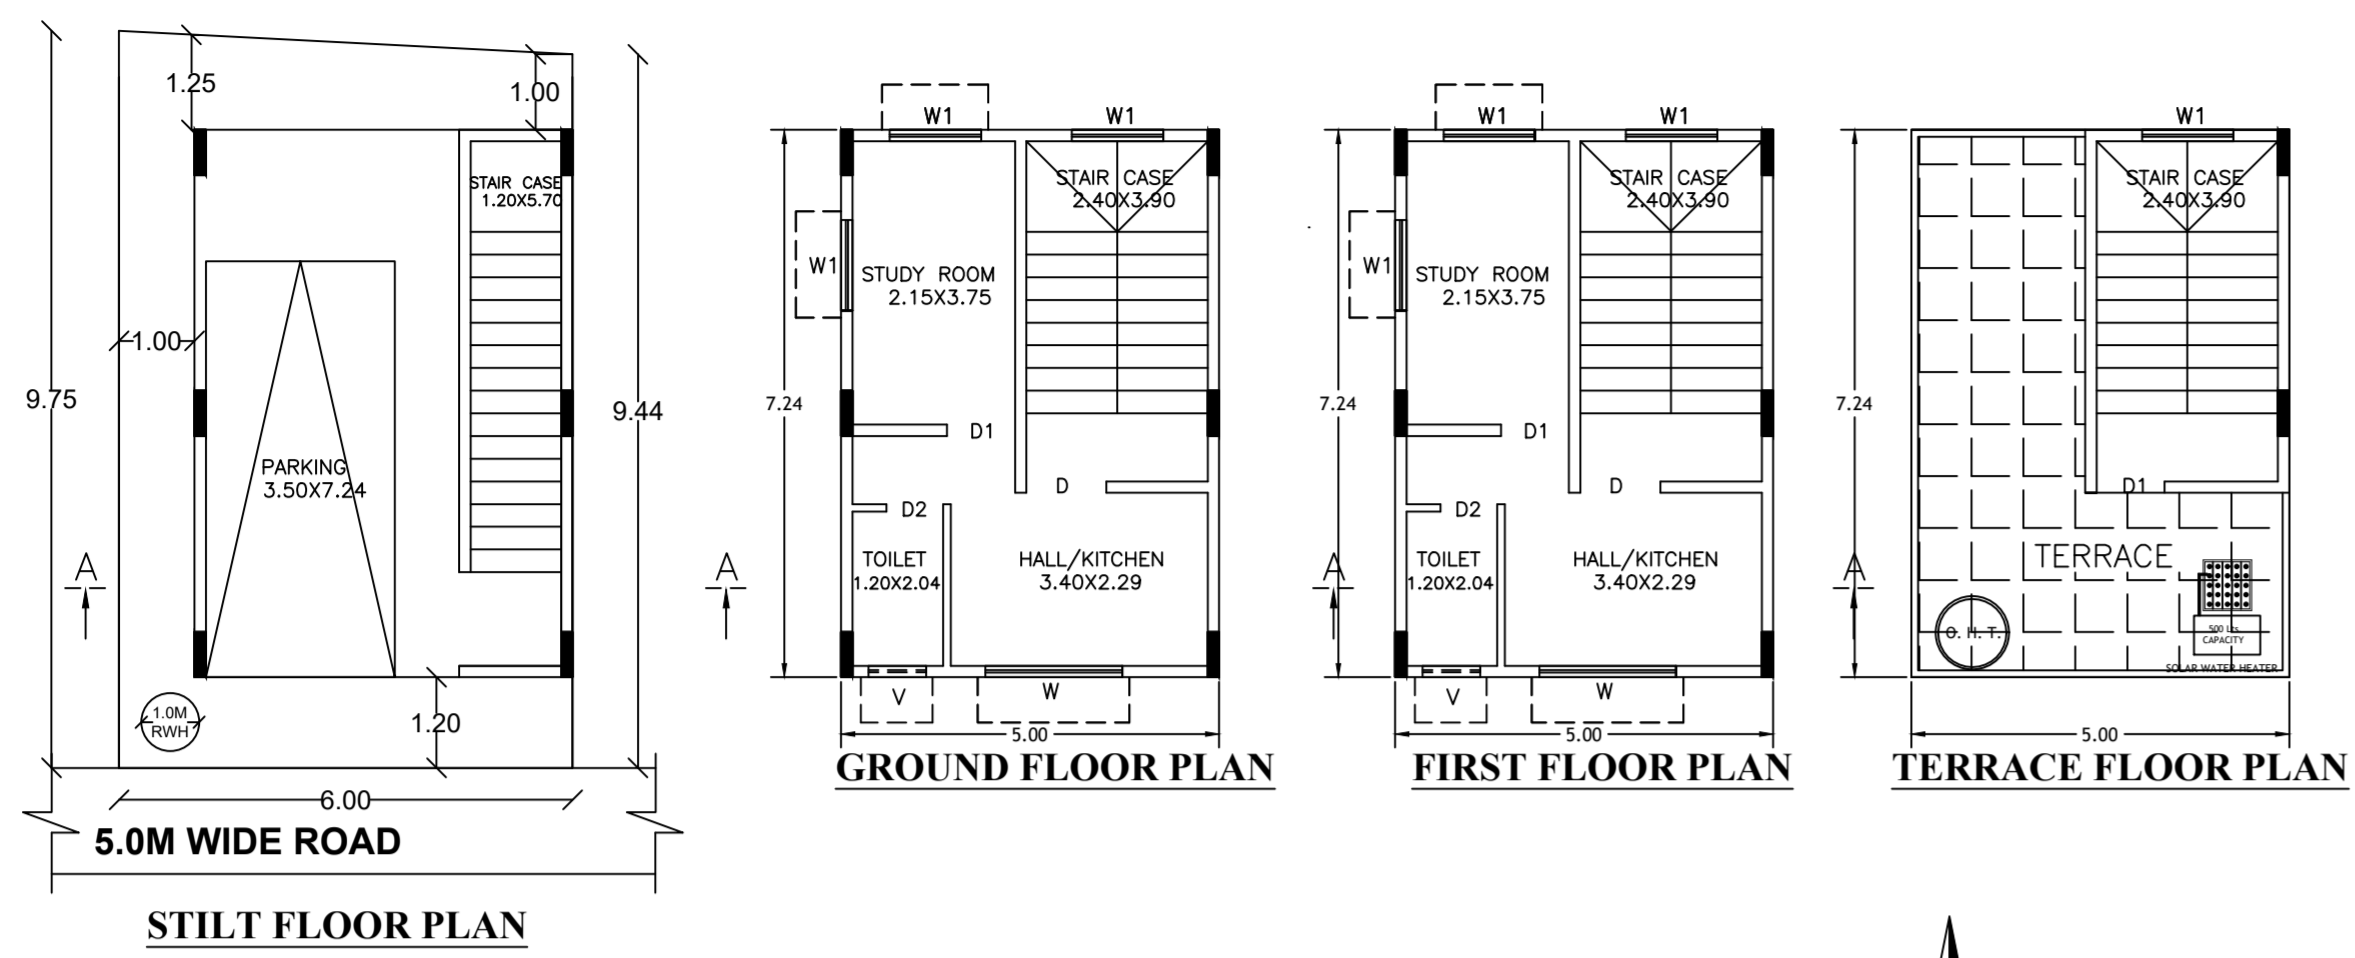 1.25
1.00
STAIR CASE
1.20X5.70
1.00
9.75
9.44
PARKING
3.50X7.24
A
1.0M
RWH
1.20
6.00
5.0M WIDE ROAD
STILT FLOOR PLAN
W1
W1
STAIR CASE
2.40X3.90
W1
STUDY ROOM
2.15X3.75
7.24
D1
D
D2
TOILET
1.20X2.04
HALL/KITCHEN
3.40X2.29
A
V
W
5.00
GROUND FLOOR PLAN
W1
W1
STAIR CASE
2.40X3.90
W1
STUDY ROOM
2.15X3.75
7.24
D1
D
D2
TOILET
1.20X2.04
HALL/KITCHEN
3.40X2.29
A
V
W
5.00
FIRST FLOOR PLAN
W1
STAIR CASE
2.40X3.90
7.24
D1
TERRACE
A
O. H. T.
500 Lts
CAPACITY
SOLAR WATER HEATER
5.00
TERRACE FLOOR PLAN